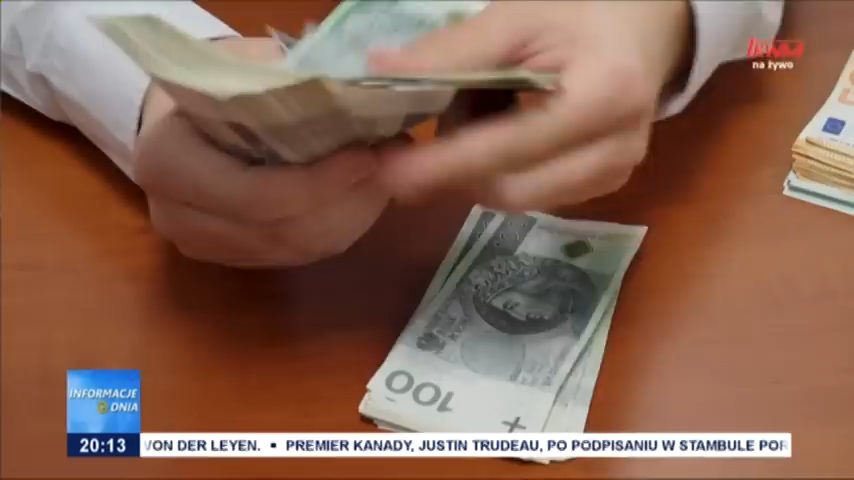 na żywo
INFORMACJE
DNIA
20:13
VON DER LEYEN. ▪ PREMIER KANADY, JUSTIN TRUDEAU, PO PODPISANIU W STAMBULE POR
100